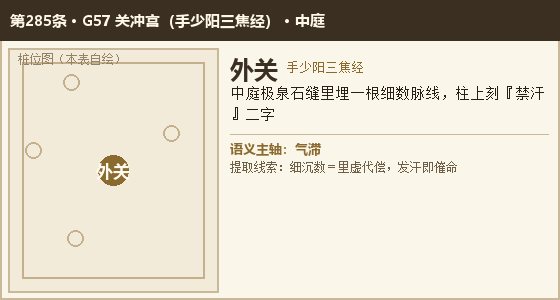 第285条·G57 关冲宫（手少阳三焦经）·中庭
桩位图（本表自绘）
外关
外关 手少阳三焦经
中庭极泉石缝里埋一根细数脉线，柱上刻『禁汗
』二字
语义主轴：气滞
提取线索：细沉数＝里虚代偿，发汗即催命